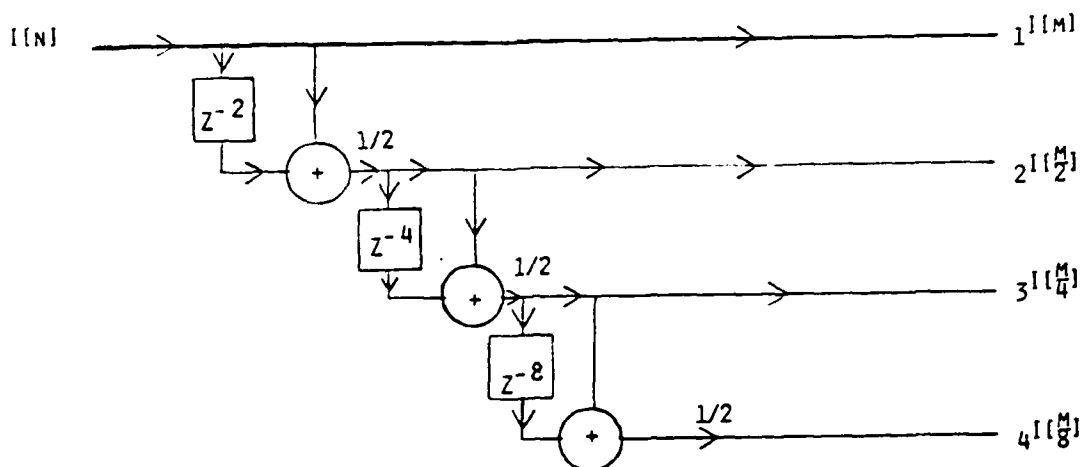 I[N]
1I[M]
Z-2
1/2
+
2I[M/2]
Z-4
1/2
+
3I[M/4]
Z-8
1/2
+
4I[M/8]